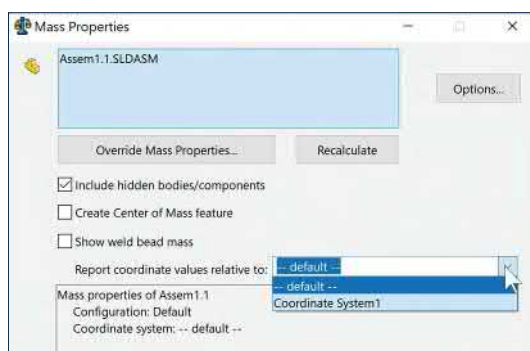 Mass Properties
Assem1.1.SLDASM
Options...
Override Mass Properties...
Recalculate
Include hidden bodies/components
Create Center of Mass feature
Show weld bead mass
Report coordinate values relative to:
-- default --
-- default --
Coordinate System1
Mass properties of Assem1.1
Configuration: Default
Coordinate system: -- default --